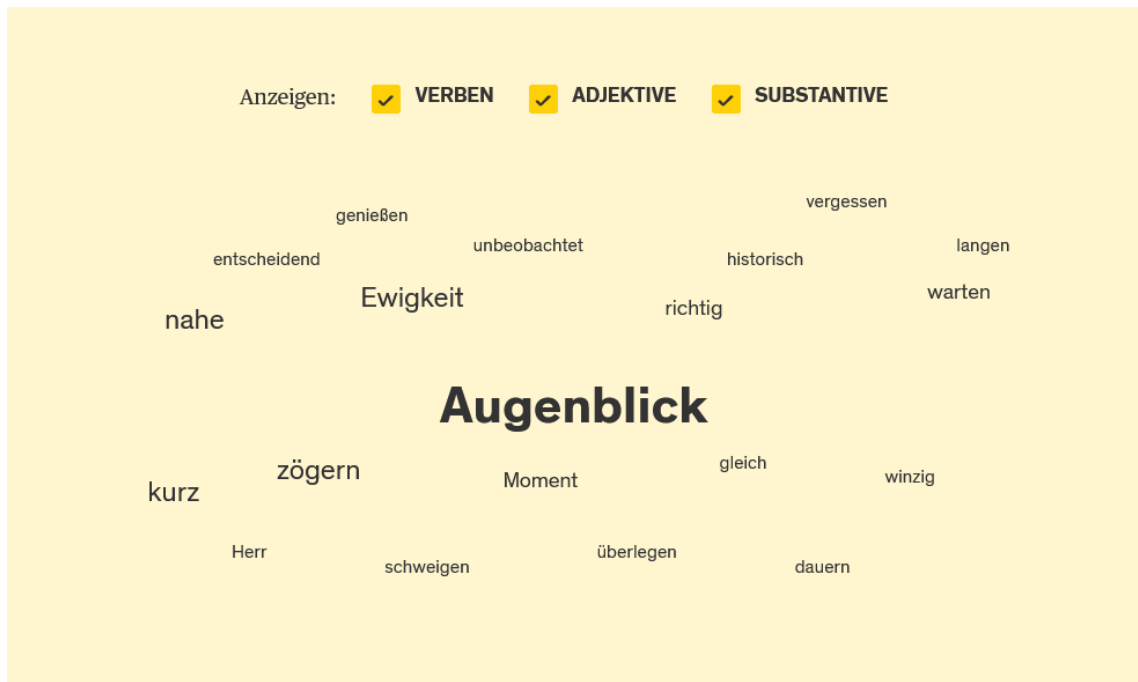 Anzeigen: VERBEN ADJEKTIVE SUBSTANTIVE
vergessen
genießen
unbeobachtet
langen
entscheidend
historisch
warten
Ewigkeit
richtig
nahe
Augenblick
gleich
zögern
winzig
Moment
kurz
Herr
überlegen
schweigen
dauern